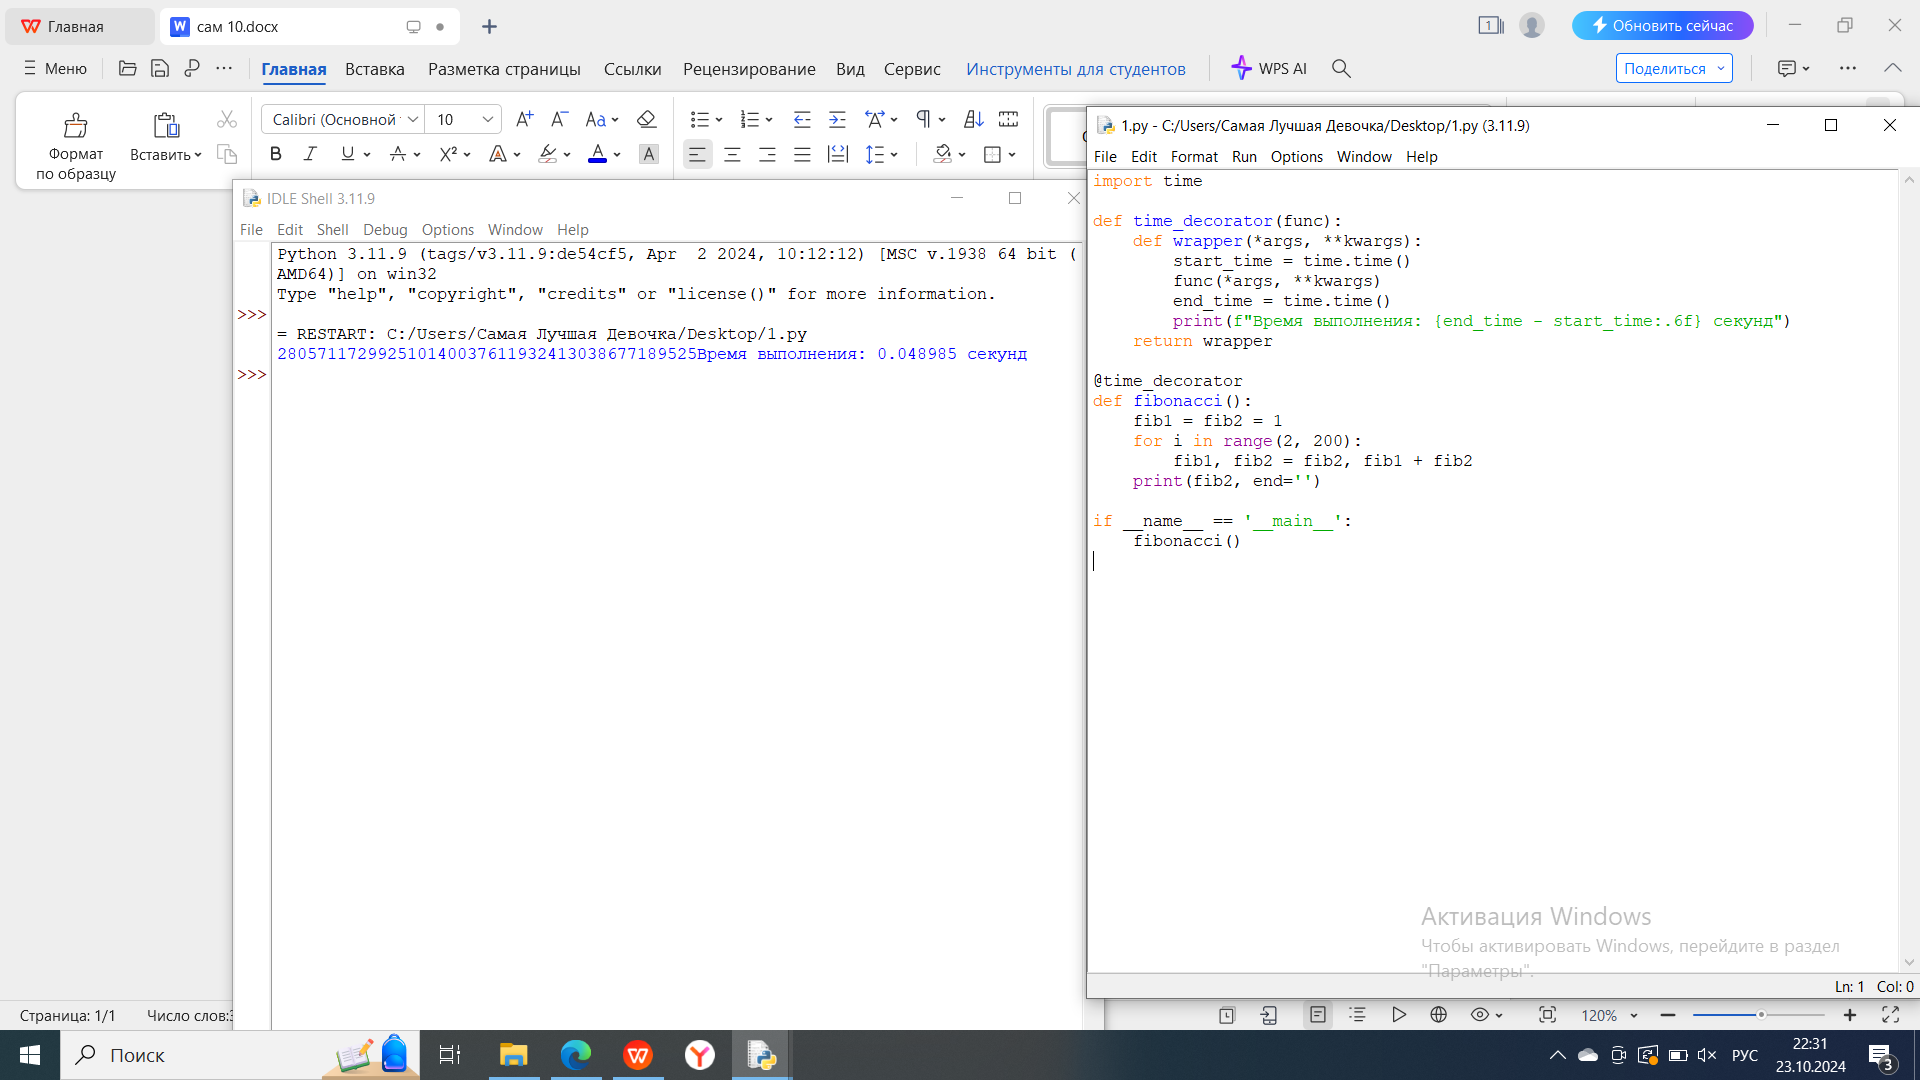 Главная
сам 10.docx
1
Обновить сейчас
Меню
Главная Вставка Разметка страницы Ссылки Рецензирование Вид Сервис Инструменты для студентов WPS AI
Поделиться
Формат по образцу
Вставить
Calibri (Основной
10
1.py - C:/Users/Самая Лучшая Девочка/Desktop/1.py (3.11.9)
File Edit Format Run Options Window Help
import time
def time_decorator(func):
    def wrapper(*args, **kwargs):
        start_time = time.time()
        func(*args, **kwargs)
        end_time = time.time()
        print(f"Время выполнения: {end_time - start_time:.6f} секунд")
    return wrapper
@time_decorator
def fibonacci():
    fib1 = fib2 = 1
    for i in range(2, 200):
        fib1, fib2 = fib2, fib1 + fib2
    print(fib2, end='')
if __name__ == '__main__':
    fibonacci()
Ln: 1 Col: 0
IDLE Shell 3.11.9
File Edit Shell Debug Options Window Help
Python 3.11.9 (tags/v3.11.9:de54cf5, Apr  2 2024, 10:12:12) [MSC v.1938 64 bit (
AMD64)] on win32
Type "help", "copyright", "credits" or "license()" for more information.
>>>
= RESTART: C:/Users/Самая Лучшая Девочка/Desktop/1.py
280571172992510140037611932413038677189525Время выполнения: 0.048985 секунд
>>>
Активация Windows
Чтобы активировать Windows, перейдите в раздел
"Параметры".
Страница: 1/1 Число слов:
120%
Поиск
РУС
22:31
23.10.2024
3